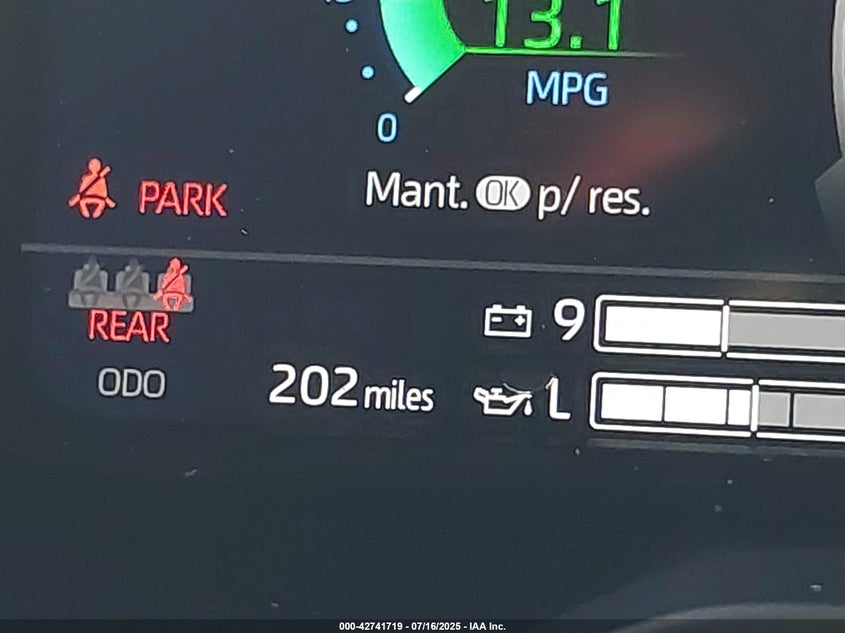 13.1
MPG
0
PARK
Mant. OK p/ res.
REAR
9
ODO 202 miles L
000-42741719 - 07/16/2025 - IAA Inc.